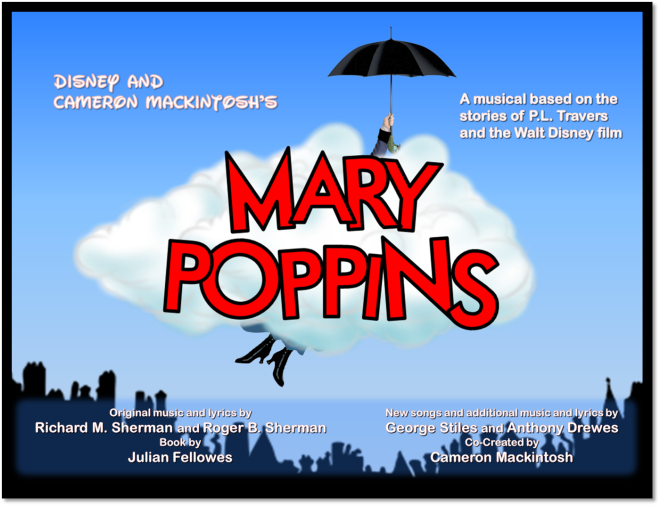 DISNEY AND
CAMERON MACKINTOSH'S
A musical based on the
stories of P.L. Travers
and the Walt Disney film
MARY
POPPINS
Original music and lyrics by
Richard M. Sherman and Roger B. Sherman
Book by
Julian Fellowes
New songs and additional music and lyrics by
George Stiles and Anthony Drewes
Co-Created by
Cameron Mackintosh